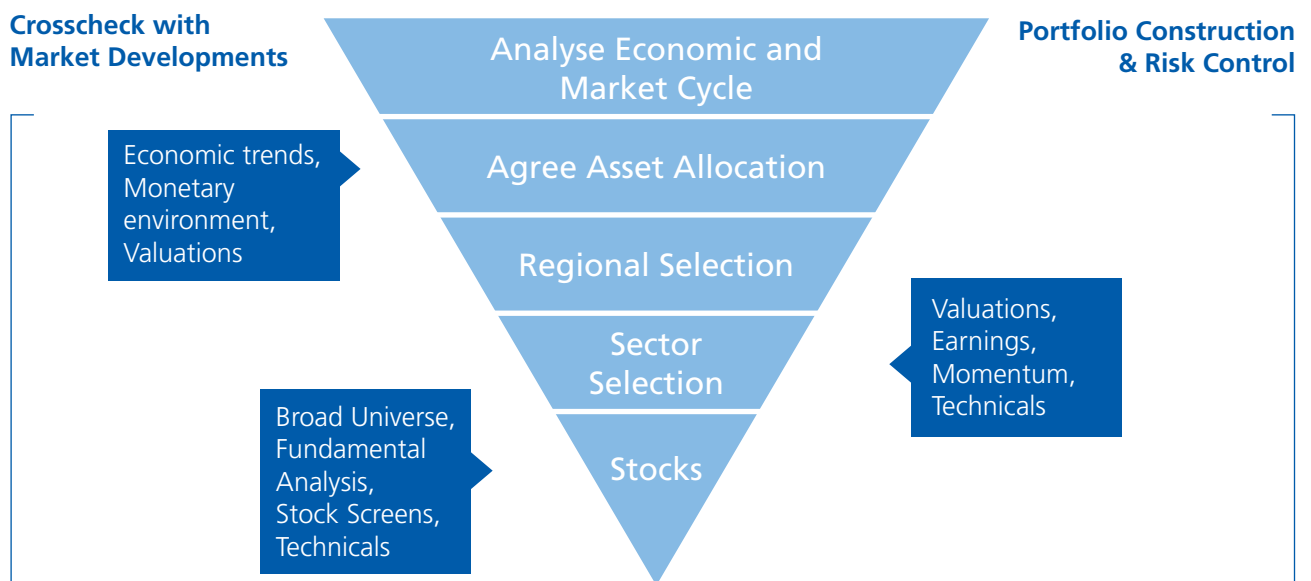 Crosscheck with
Market Developments
Portfolio Construction
& Risk Control
Analyse Economic and
Market Cycle
Agree Asset Allocation
Economic trends,
Monetary
environment,
Valuations
Regional Selection
Sector
Selection
Valuations,
Earnings,
Momentum,
Technicals
Stocks
Broad Universe,
Fundamental
Analysis,
Stock Screens,
Technicals